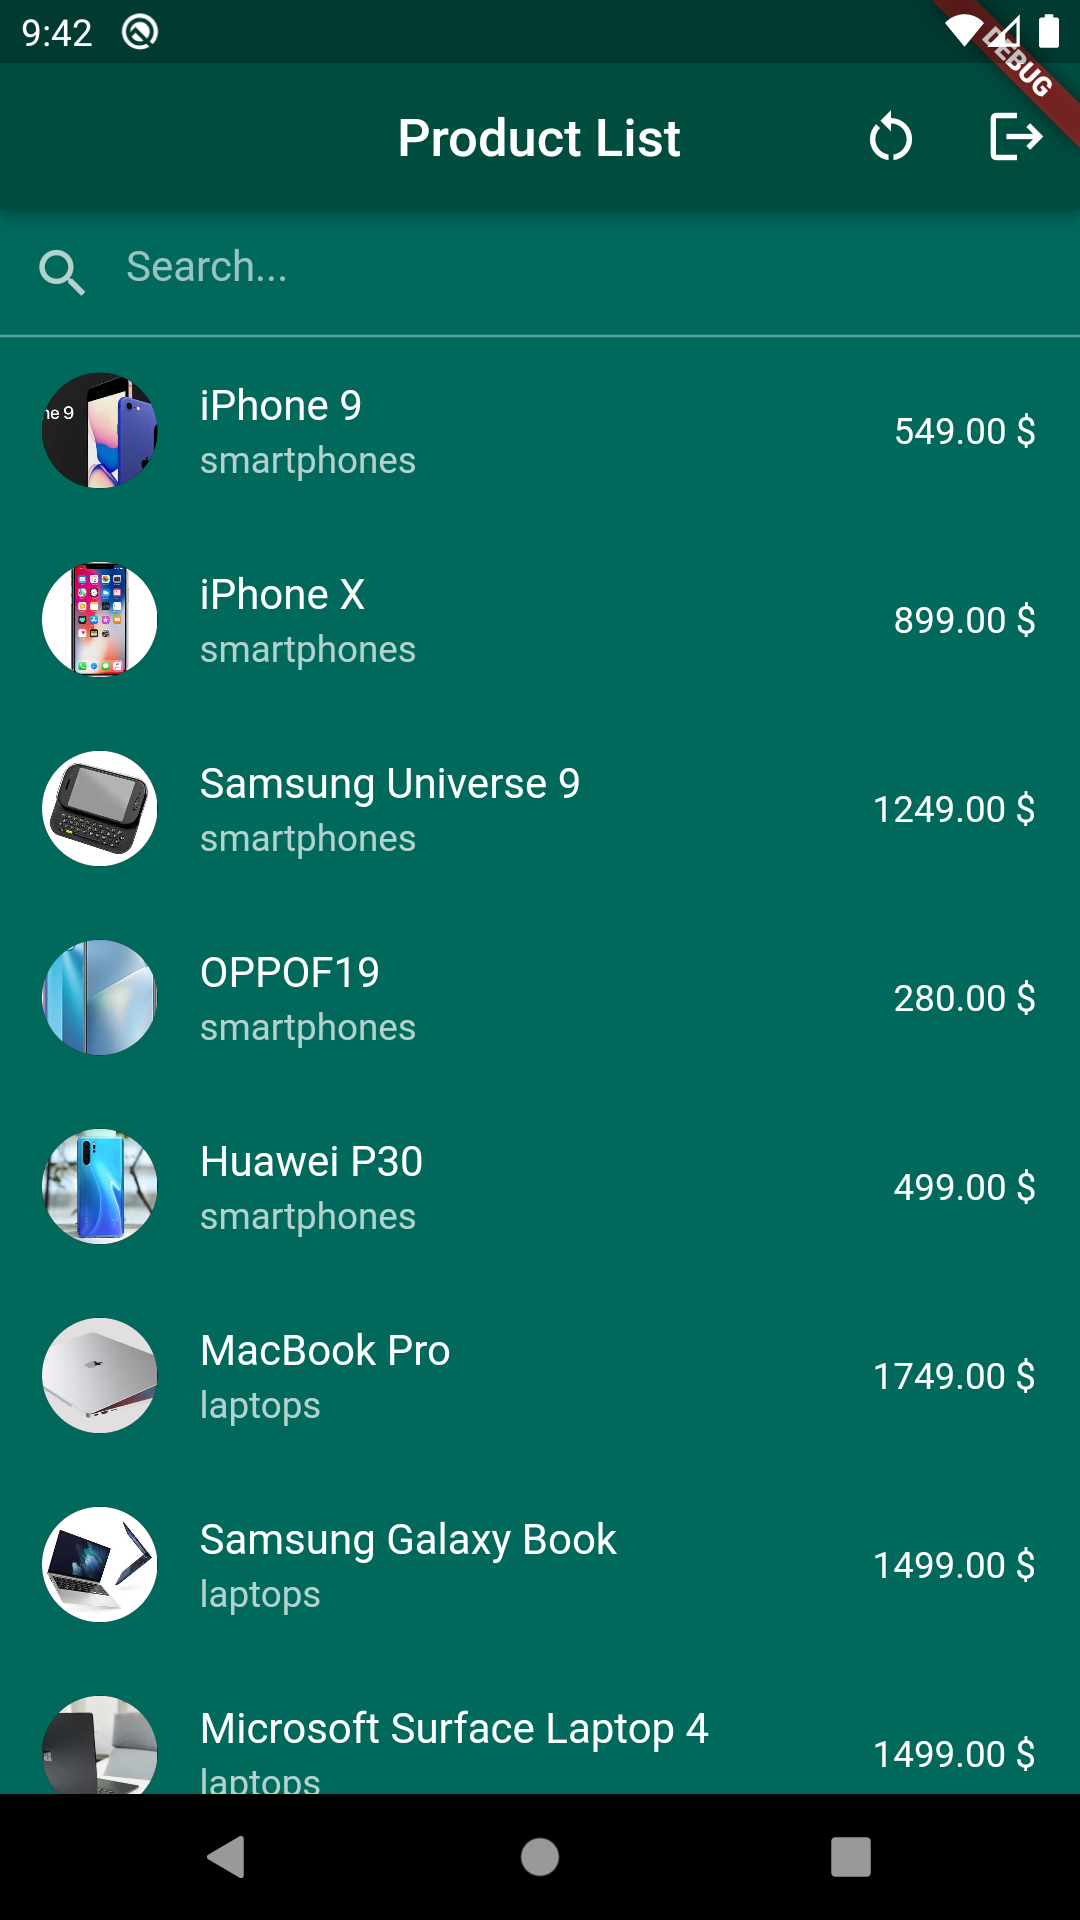 9:42
DEBUG
Product List
Search...
ne 9
iPhone 9
smartphones
549.00 $
iPhone X
smartphones
899.00 $
Samsung Universe 9
smartphones
1249.00 $
OPPOF19
smartphones
280.00 $
Huawei P30
smartphones
499.00 $
MacBook Pro
laptops
1749.00 $
Samsung Galaxy Book
laptops
1499.00 $
Microsoft Surface Laptop 4
laptops
1499.00 $